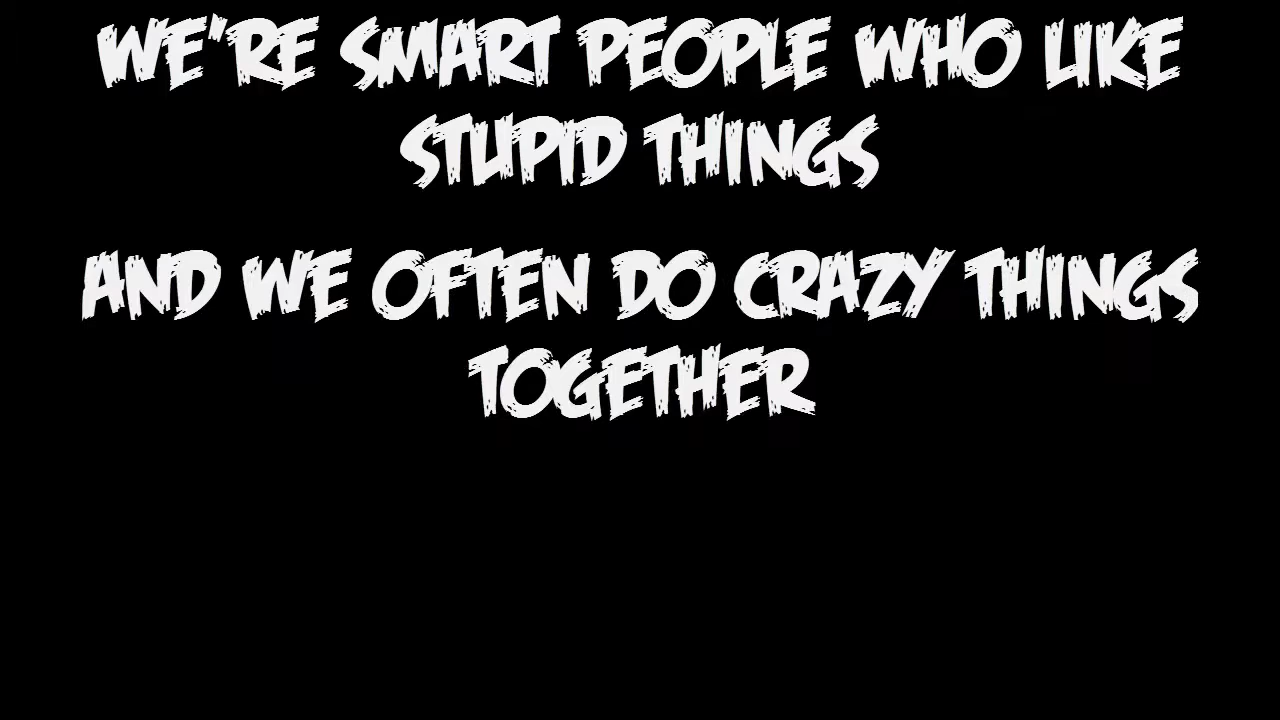 WE'RE SMART PEOPLE WHO LIKE
STUPID THINGS
AND WE OFTEN DO CRAZY THINGS
TOGETHER